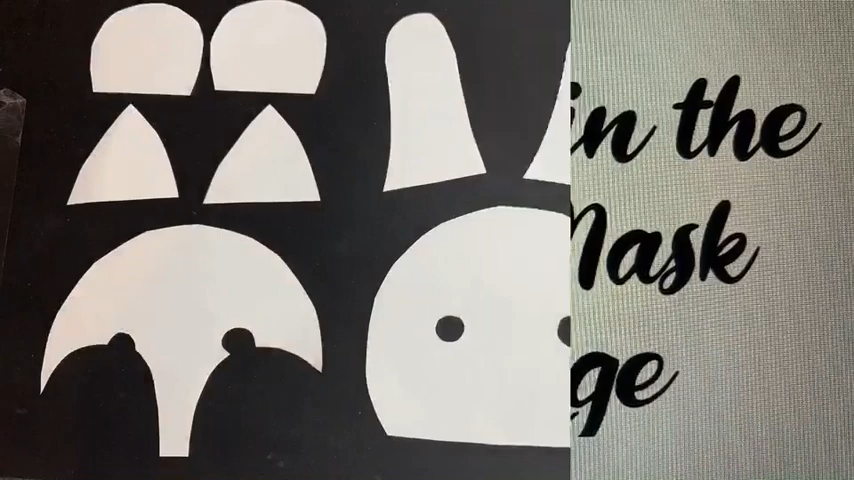 in the
Mask
ge